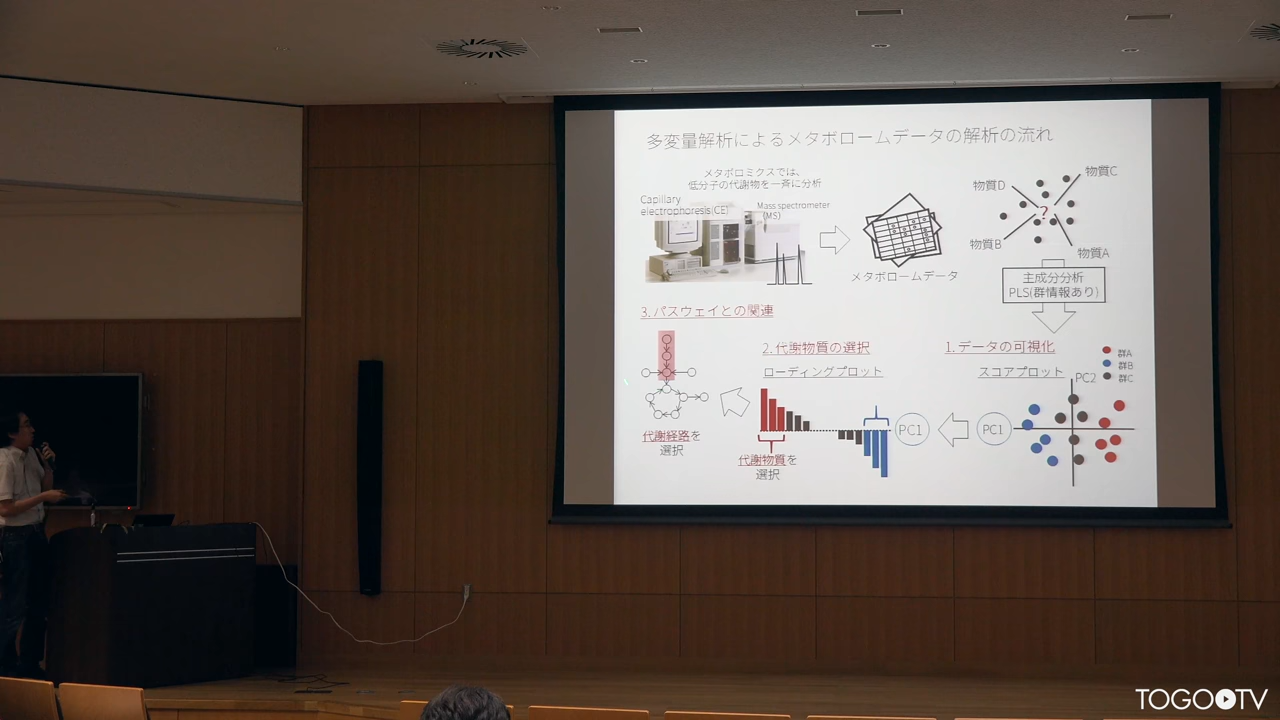 多変量解析によるメタボロームデータの解析の流れ
メタボロミクスでは、
低分子の代謝物を一斉に分析
Capillary
electrophoresis(CE)
Mass spectrometer
(MS)
メタボロームデータ
物質D
物質C
?
物質B
物質A
主成分分析
PLS(群情報あり)
1.データの可視化
スコアプロット
PC2
群A
群B
群C
PC1
2.代謝物質の選択
ローディングプロット
PC1
代謝物質を
選択
3.パスウェイとの関連
代謝経路を
選択
TOGOTV